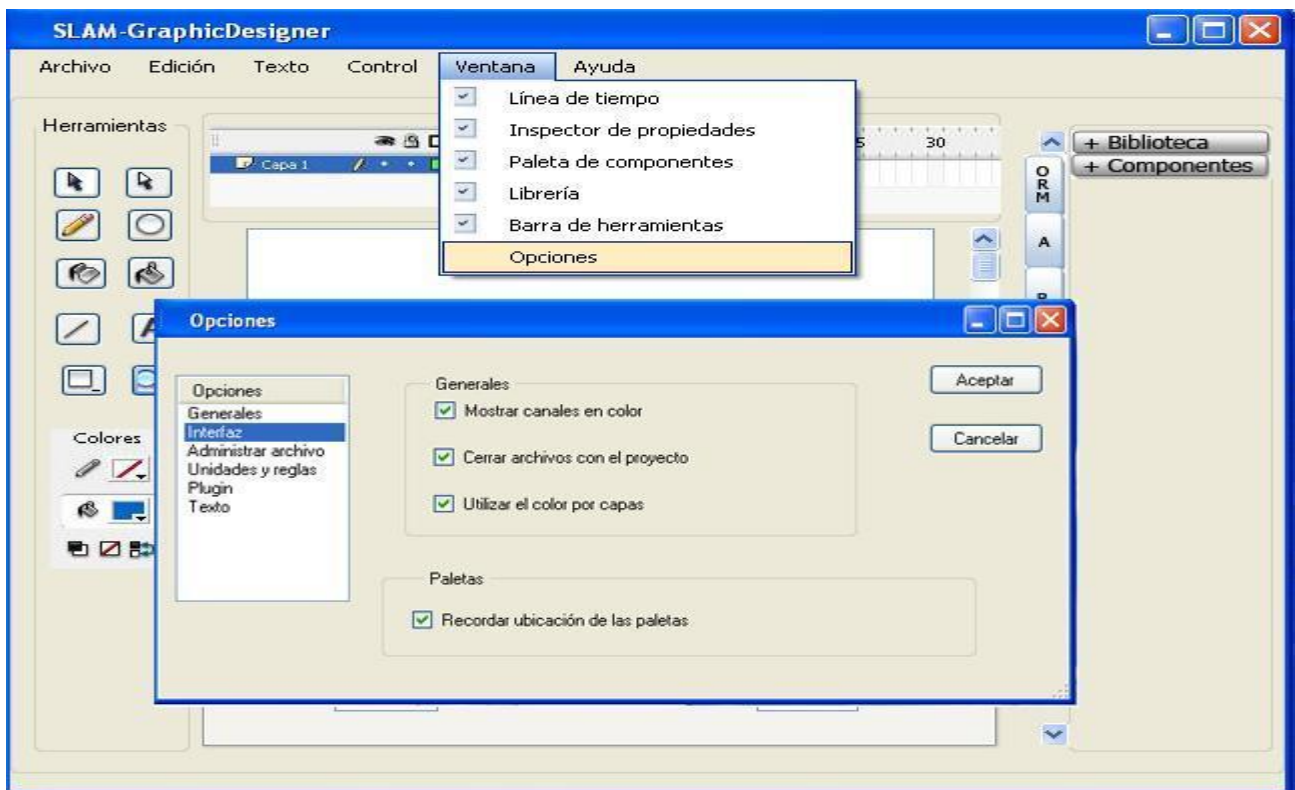 SLAM-GraphicDesigner
Archivo Edición Texto Control Ventana Ayuda
Línea de tiempo
Inspector de propiedades
Paleta de componentes
Librería
Barra de herramientas
Opciones
Herramientas
Capa 1
5 30
ORM
A
+ Biblioteca
+ Componentes
Colores
Opciones
Opciones
Generales
Interfaz
Administrar archivo
Unidades y reglas
Plugin
Texto
Generales
Mostrar canales en color
Cerrar archivos con el proyecto
Utilizar el color por capas
Paletas
Recordar ubicación de las paletas
Aceptar
Cancelar